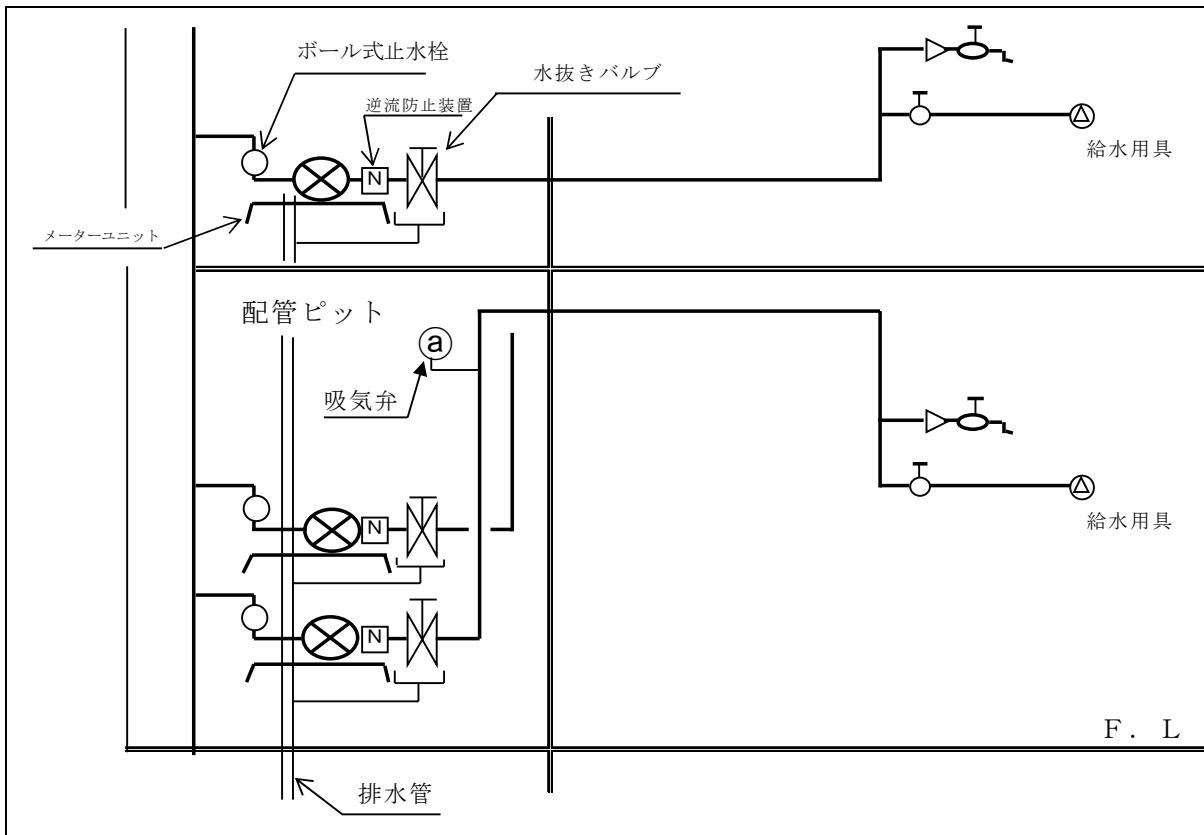 ボール式止水栓
水抜きバルブ
逆流防止装置
N
給水用具
メーターユニット
配管ピット
a
吸気弁
N
給水用具
N
F. L
排水管